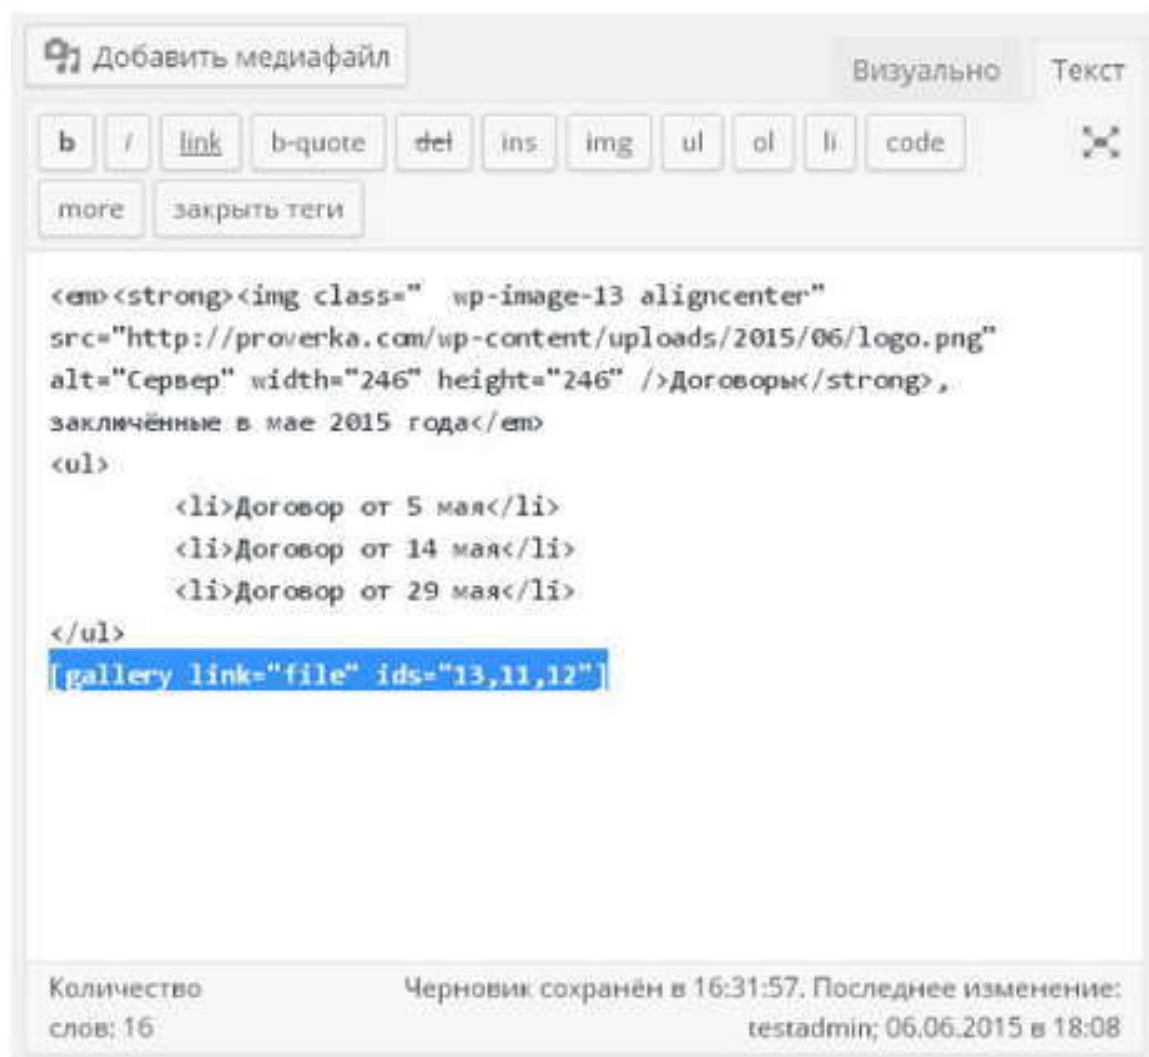 Добавить медиафайл
Визуально Текст
b i link b-quote del ins img ul ol li code
more закрыть теги
<em><strong><img class="  wp-image-13 aligncenter"
src="http://proverka.com/wp-content/uploads/2015/06/logo.png"
alt="Сервер" width="246" height="246" />Договоры</strong>,
заключённые в мае 2015 года</em>
<ul>
<li>Договор от 5 мая</li>
<li>Договор от 14 мая</li>
<li>Договор от 29 мая</li>
</ul>
[gallery link="file" ids="13,11,12"]
Количество Черновик сохранён в 16:31:57. Последнее изменение:
слов: 16 testadmin; 06.06.2015 в 18:08